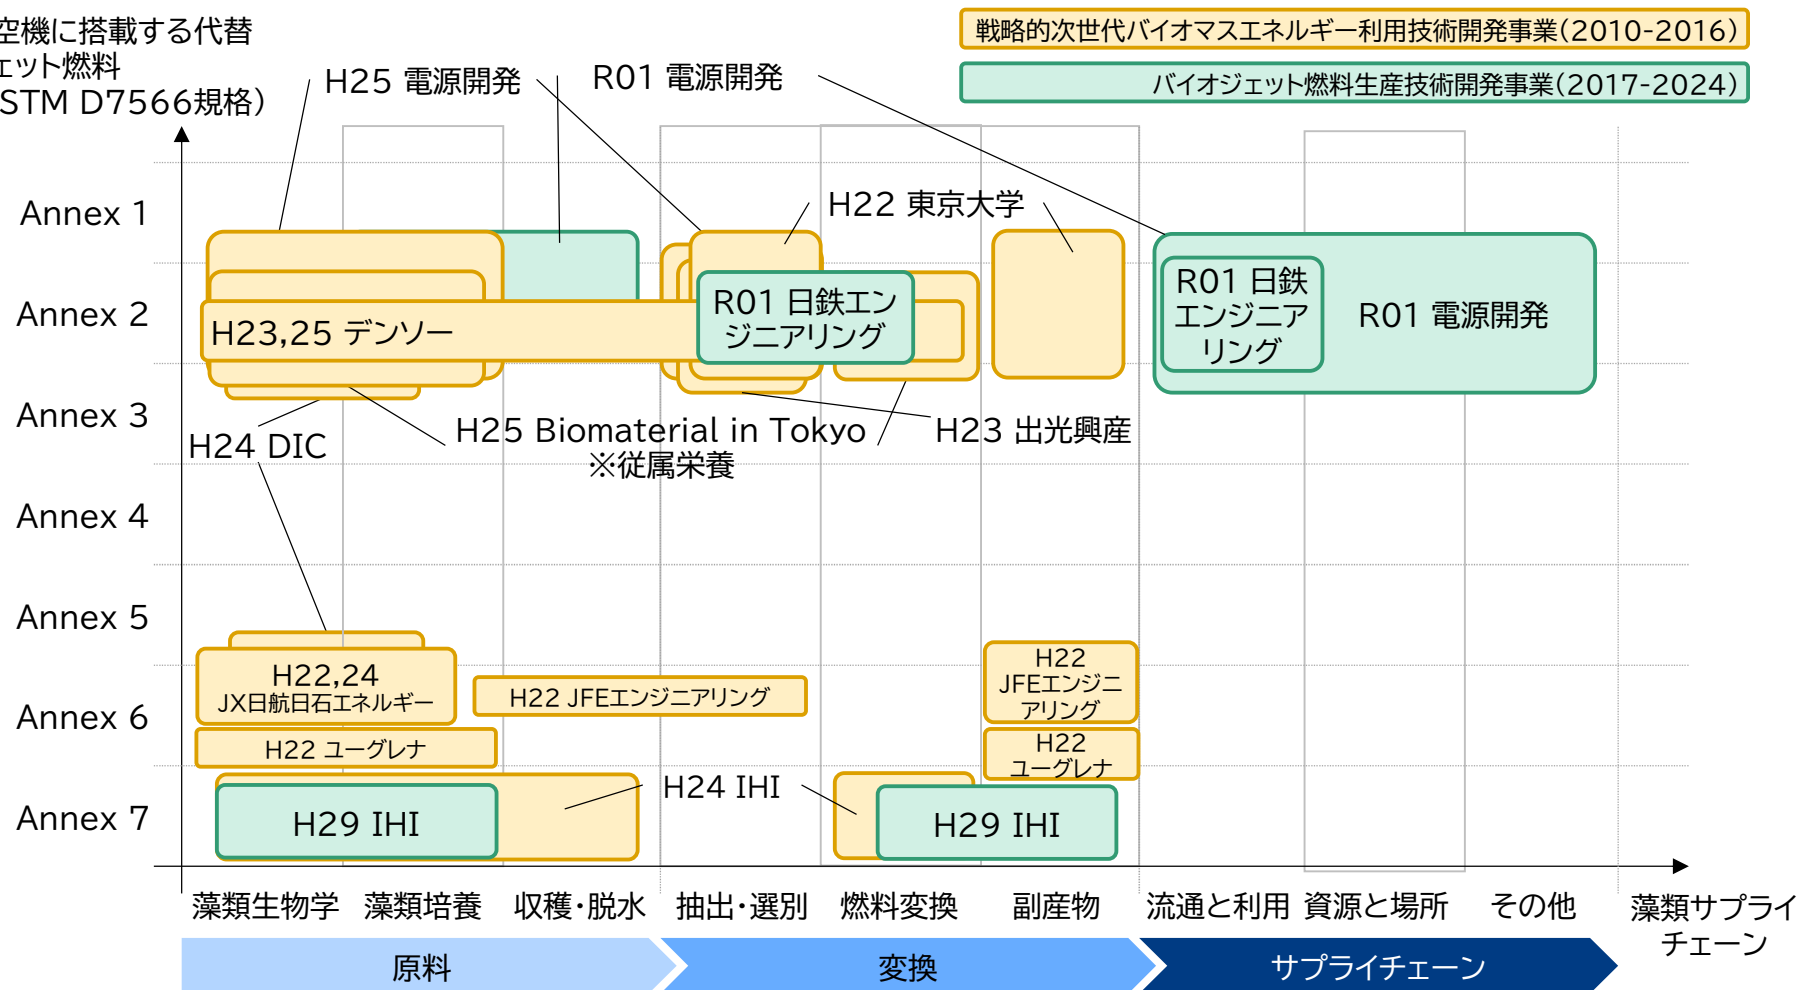 空機に搭載する代替
ェット燃料
STM D7566規格）
戦略的次世代バイオマスエネルギー利用技術開発事業（2010-2016）
バイオジェット燃料生産技術開発事業（2017-2024）
H25 電源開発
R01 電源開発
Annex 1
H22 東京大学
Annex 2
H23,25 デンソー
R01 日鉄エン
ジニアリング
R01 日鉄
エンジニア
リング
R01 電源開発
Annex 3
H24 DIC
H25 Biomaterial in Tokyo
※従属栄養
H23 出光興産
Annex 4
Annex 5
H22,24
JX日航日石エネルギー
H22 JFEエンジニアリング
H22
JFEエンジニ
アリング
Annex 6
H22 ユーグレナ
H22
ユーグレナ
H24 IHI
Annex 7
H29 IHI
H29 IHI
藻類生物学
藻類培養
収穫・脱水
抽出・選別
燃料変換
副産物
流通と利用
資源と場所
その他
藻類サプライ
チェーン
原料
変換
サプライチェーン